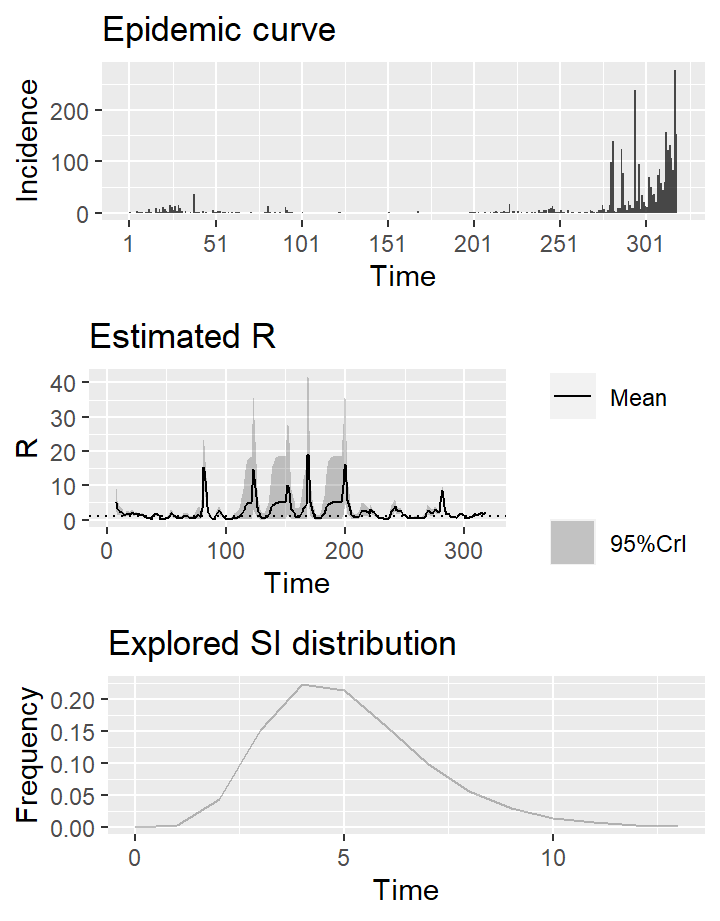 Epidemic curve
Incidence
200
100
0
1 51 101 151 201 251 301
Time
Estimated R
R
40
30
20
10
0
0 100 200 300
Time
Mean
95%CrI
Explored SI distribution
Frequency
0.20
0.15
0.10
0.05
0.00
0 5 10
Time